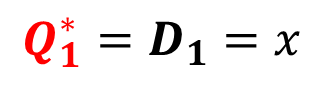 Q₁* = D₁ = x